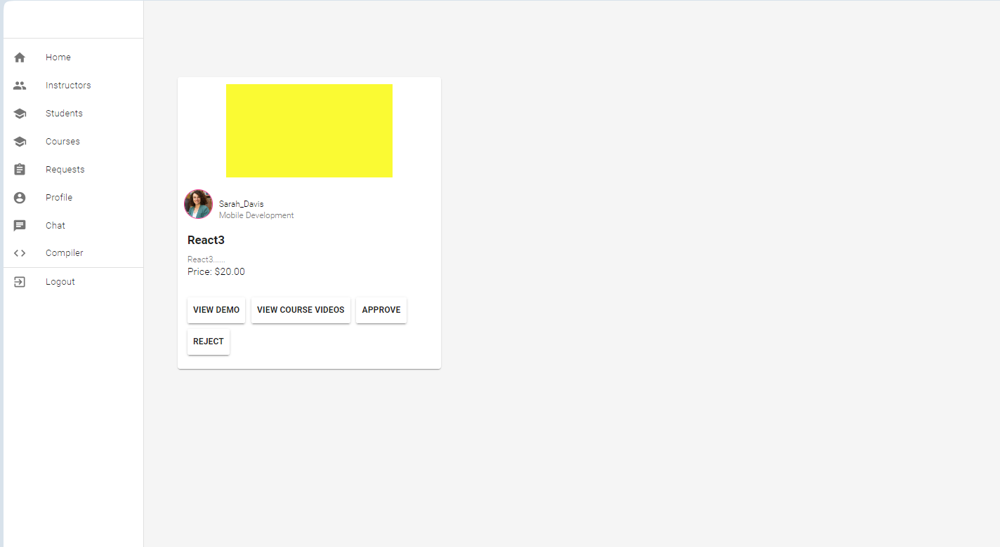 Home
Instructors
Students
Courses
Requests
Profile
Chat
Compiler
Logout
Sarah_Davis
Mobile Development
React3
React3......
Price: $20.00
VIEW DEMO VIEW COURSE VIDEOS APPROVE
REJECT